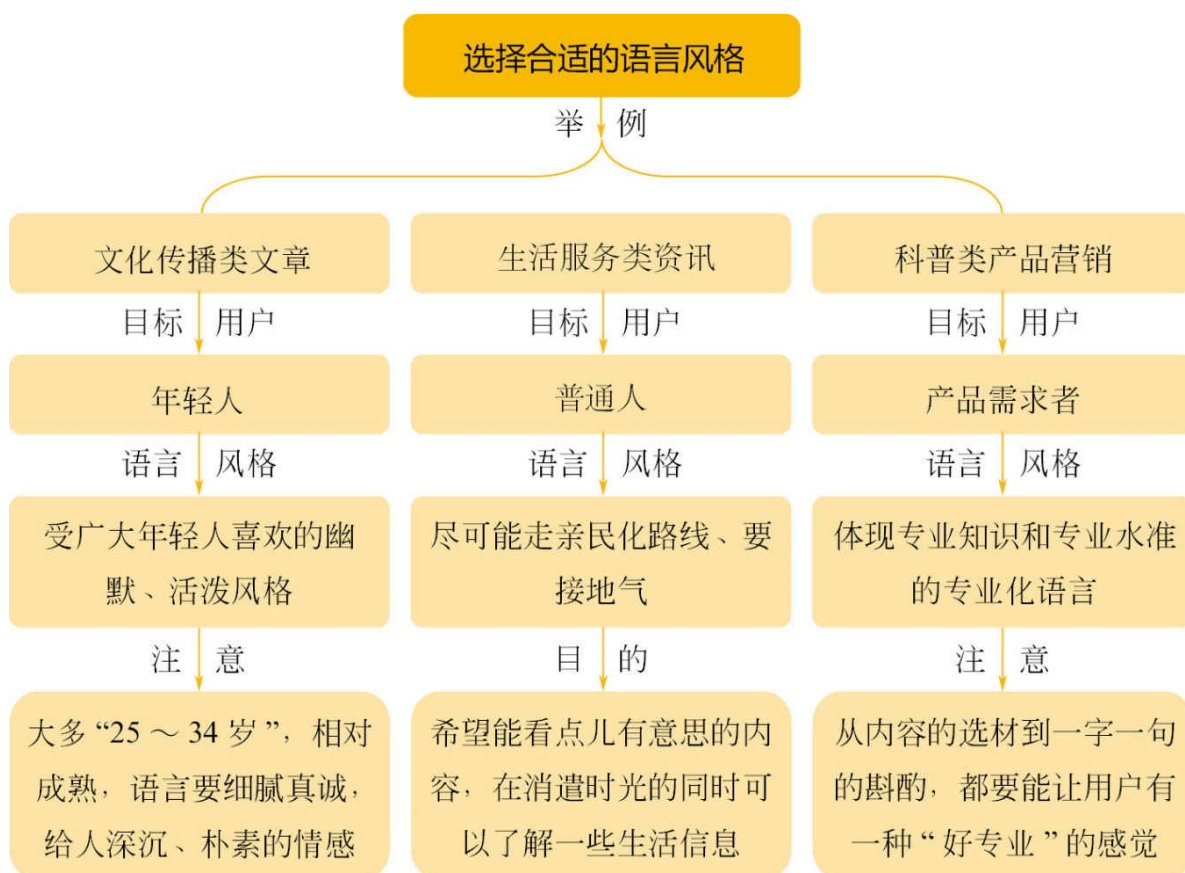 选择合适的语言风格
举例
文化传播类文章
目标用户
年轻人
语言风格
受广大年轻人喜欢的幽
默、活泼风格
注意
大多“25～34岁”，相对
成熟，语言要细腻真诚，
给人深沉、朴素的情感
生活服务类资讯
目标用户
普通人
语言风格
尽可能走亲民化路线、要
接地气
目的
希望能看点儿有意思的内
容，在消遣时光的同时可
以了解一些生活信息
科普类产品营销
目标用户
产品需求者
语言风格
体现专业知识和专业水准
的专业化语言
注意
从内容的选材到一字一句
的斟酌，都要能让用户有
一种“好专业”的感觉